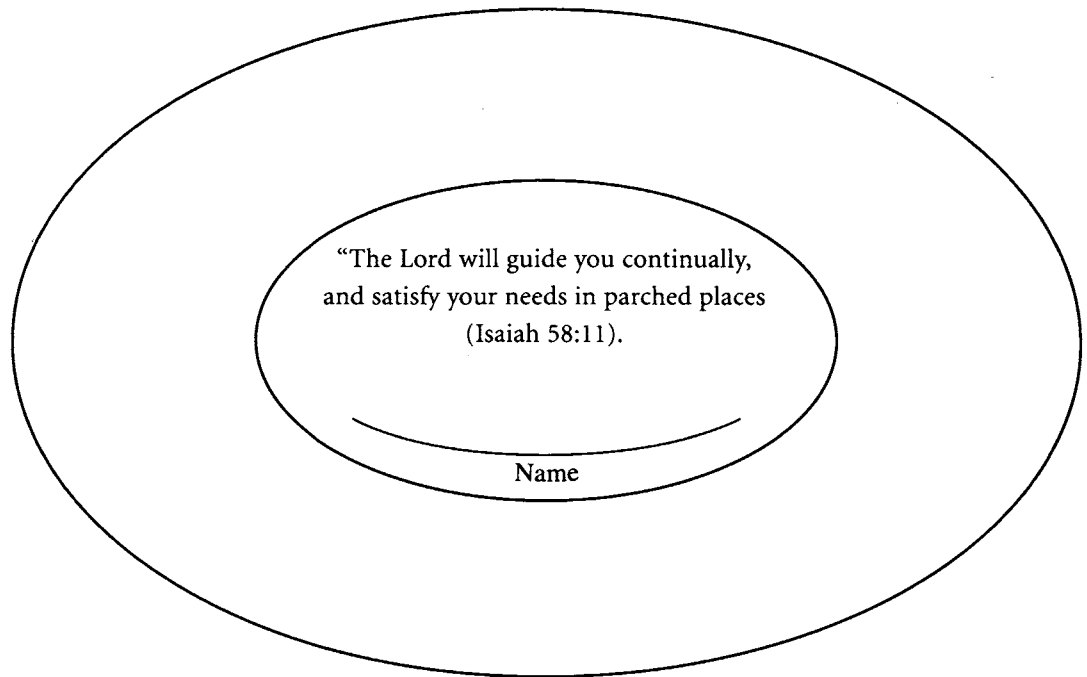 “The Lord will guide you continually,
and satisfy your needs in parched places
(Isaiah 58:11).
Name